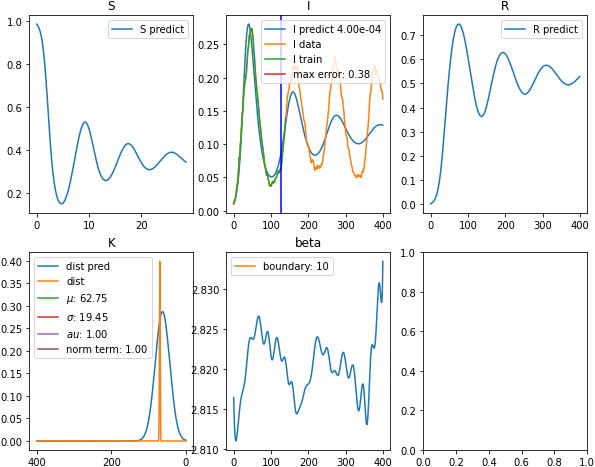 S
I
R
S predict
I predict 4.00e-04
I data
I train
max error: 0.38
R predict
1.0
0.8
0.6
0.4
0.2
0 10 20
0.25
0.20
0.15
0.10
0.05
0.00
0 100 200 300 400
0.7
0.6
0.5
0.4
0.3
0.2
0.1
0.0
0 100 200 300 400
K
beta
dist pred
dist
μ: 62.75
σ: 19.45
au: 1.00
norm term: 1.00
boundary: 10
0.40
0.35
0.30
0.25
0.20
0.15
0.10
0.05
0.00
400 200 0
2.830
2.825
2.820
2.815
2.810
0 100 200 300 400
1.0
0.8
0.6
0.4
0.2
0.0
0.0 0.2 0.4 0.6 0.8 1.0